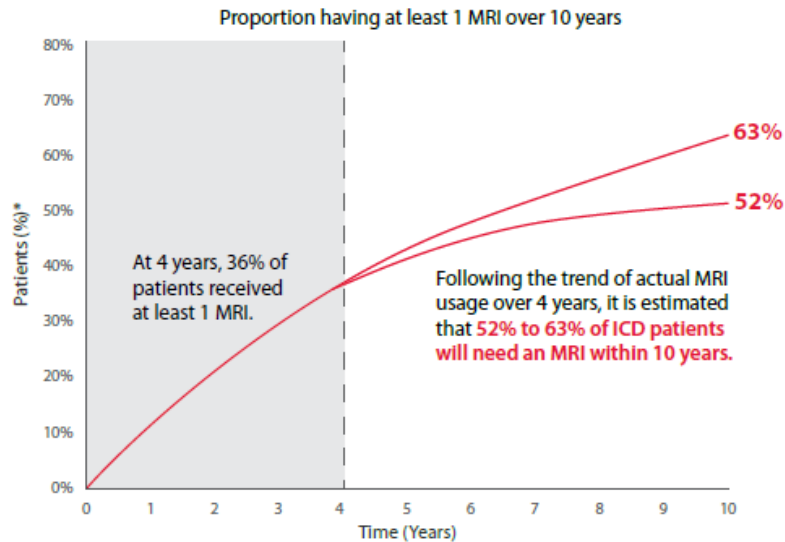 Proportion having at least 1 MRI over 10 years
80%
70%
60%
50%
40%
30%
20%
10%
0%
Patients (%)*
63%
52%
At 4 years, 36% of
patients received
at least 1 MRI.
Following the trend of actual MRI
usage over 4 years, it is estimated
that 52% to 63% of ICD patients
will need an MRI within 10 years.
0 1 2 3 4 5 6 7 8 9 10
Time (Years)